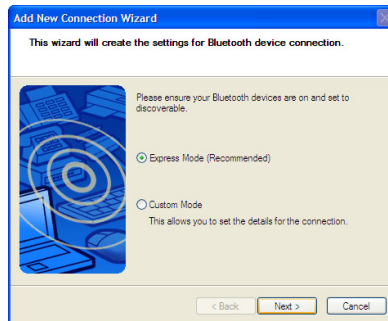 Add New Connection Wizard
This wizard will create the settings for Bluetooth device connection.
Please ensure your Bluetooth devices are on and set to
discoverable.
Express Mode (Recommended)
Custom Mode
This allows you to set the details for the connection.
< Back Next > Cancel